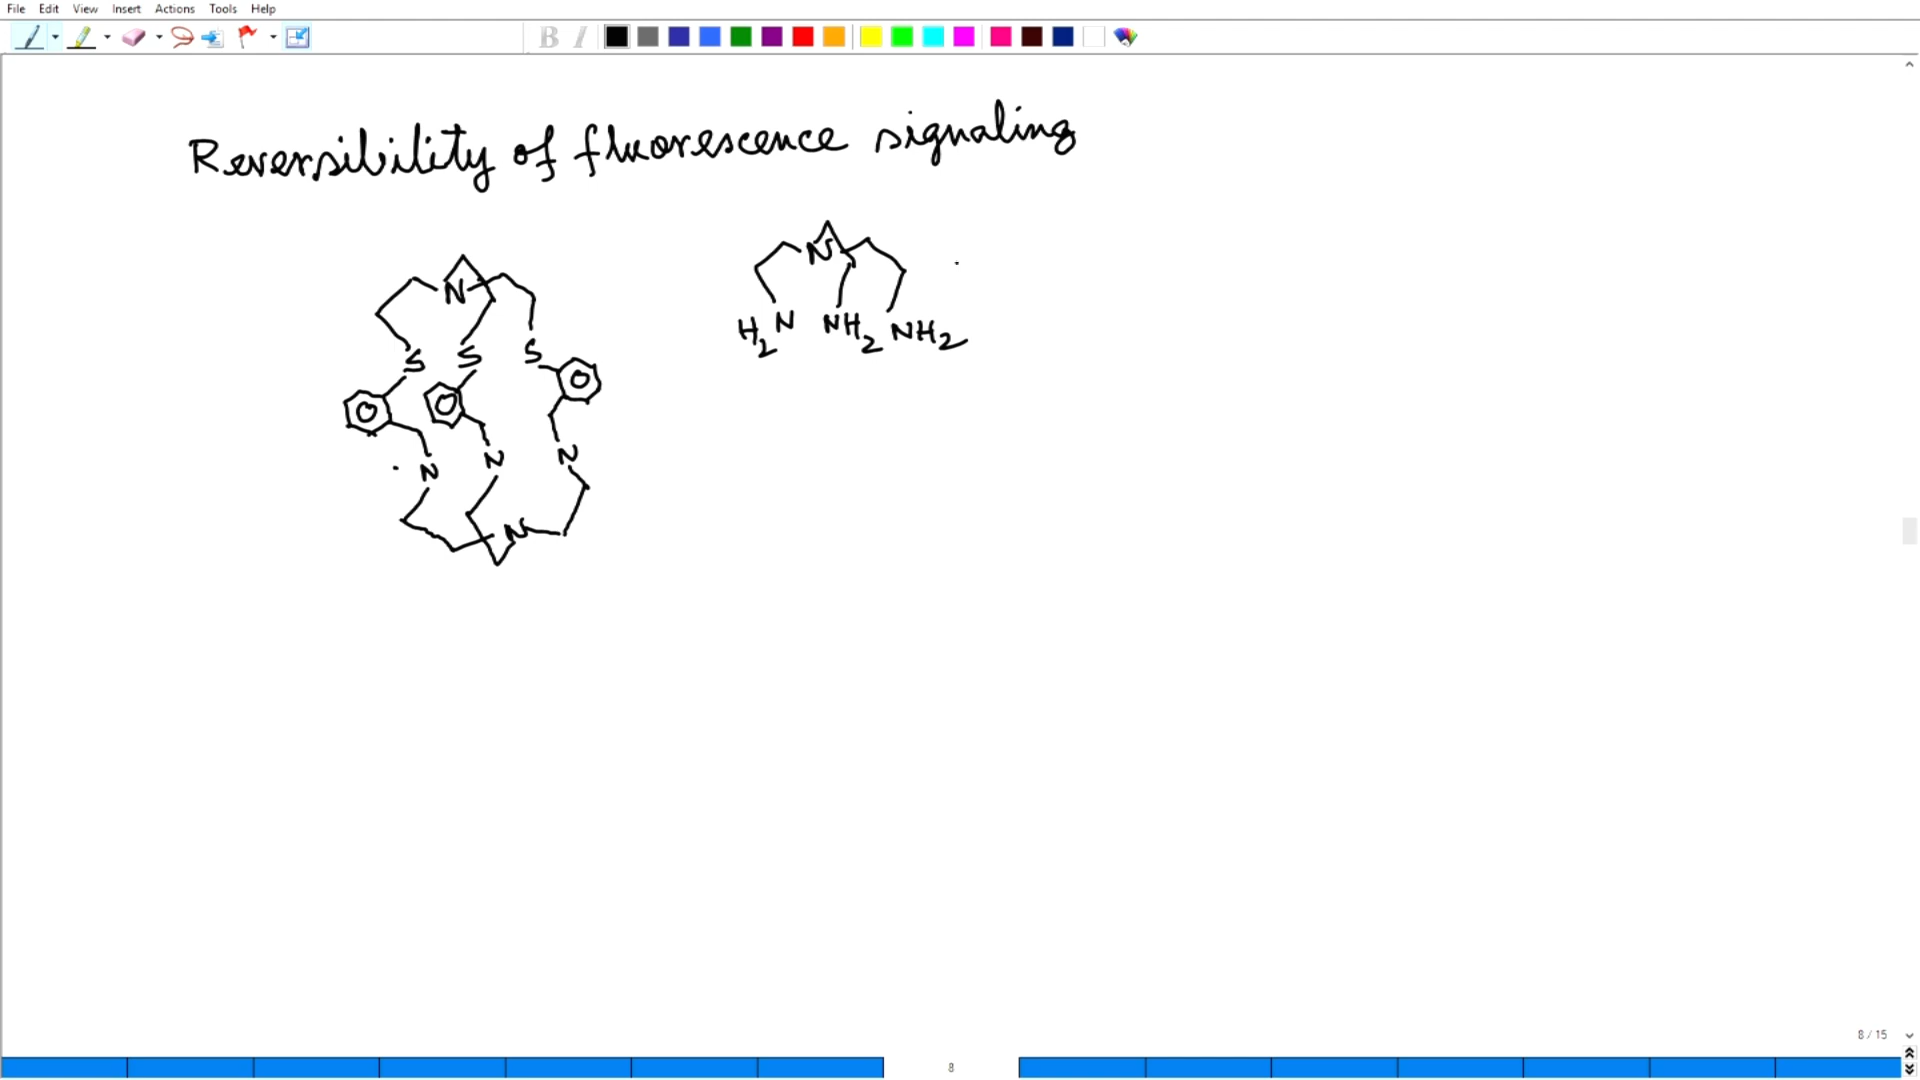 File Edit View Insert Actions Tools Help
B I
Reversibility of fluorescence signaling
N
N
S S S
H2N NH2 NH2
N N N
N
8 / 15
8